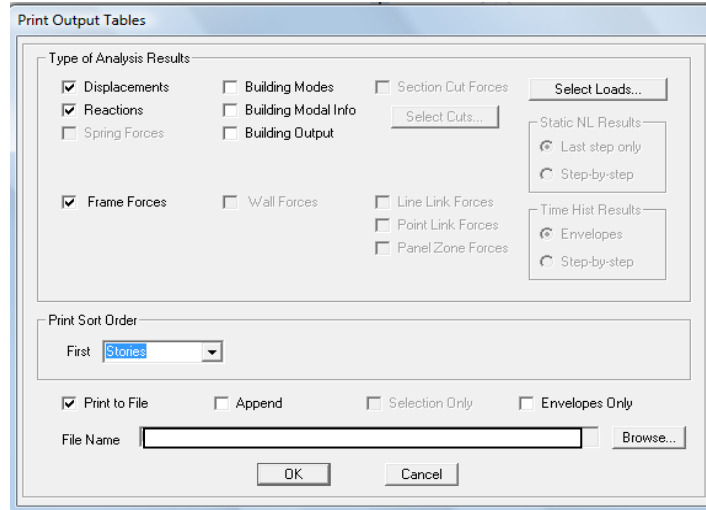 Print Output Tables
Type of Analysis Results
Displacements Building Modes Section Cut Forces Select Loads...
Reactions Building Modal Info Select Cuts...
Spring Forces Building Output Static NL Results
Last step only
Step-by-step
Frame Forces Wall Forces Line Link Forces
Point Link Forces Time Hist Results
Panel Zone Forces Envelopes
Step-by-step
Print Sort Order
First Stories
Print to File Append Selection Only Envelopes Only
File Name Browse...
OK Cancel